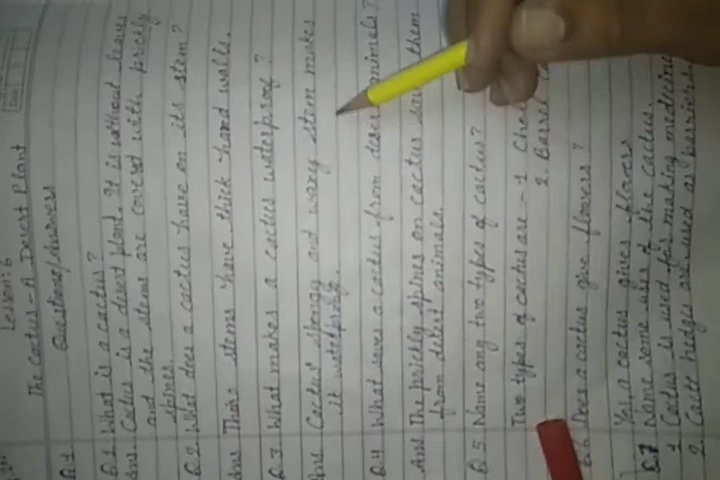 Lesson: 6
The Cactus - A Desert Plant
Questions/Answers
Q.1
Q.1 What is a cactus?
Ans. Cactus is a desert plant. It is without leaves
and the stems are covered with prickly
spines.
Q.2 What does a cactus have on its stem?
Ans Their stems have thick hard walls.
Q.3 What makes a cactus waterproof?
Ans Cactus' spongy and waxy stem makes
it waterproof.
Q.4 What saves a cactus from desert animals?
Ans The prickly spines on cactus save them
from desert animals.
Q.5 Name any two types of cactus?
Two types of cactus are - 1.
2. Barrel
Q.6 Does a cactus give flowers?
Yes a cactus gives flowers
Q.7 Name some uses of the cactus.
1 Cactus is used for making medicine
2. Cacti hedges are used as barriers
Date